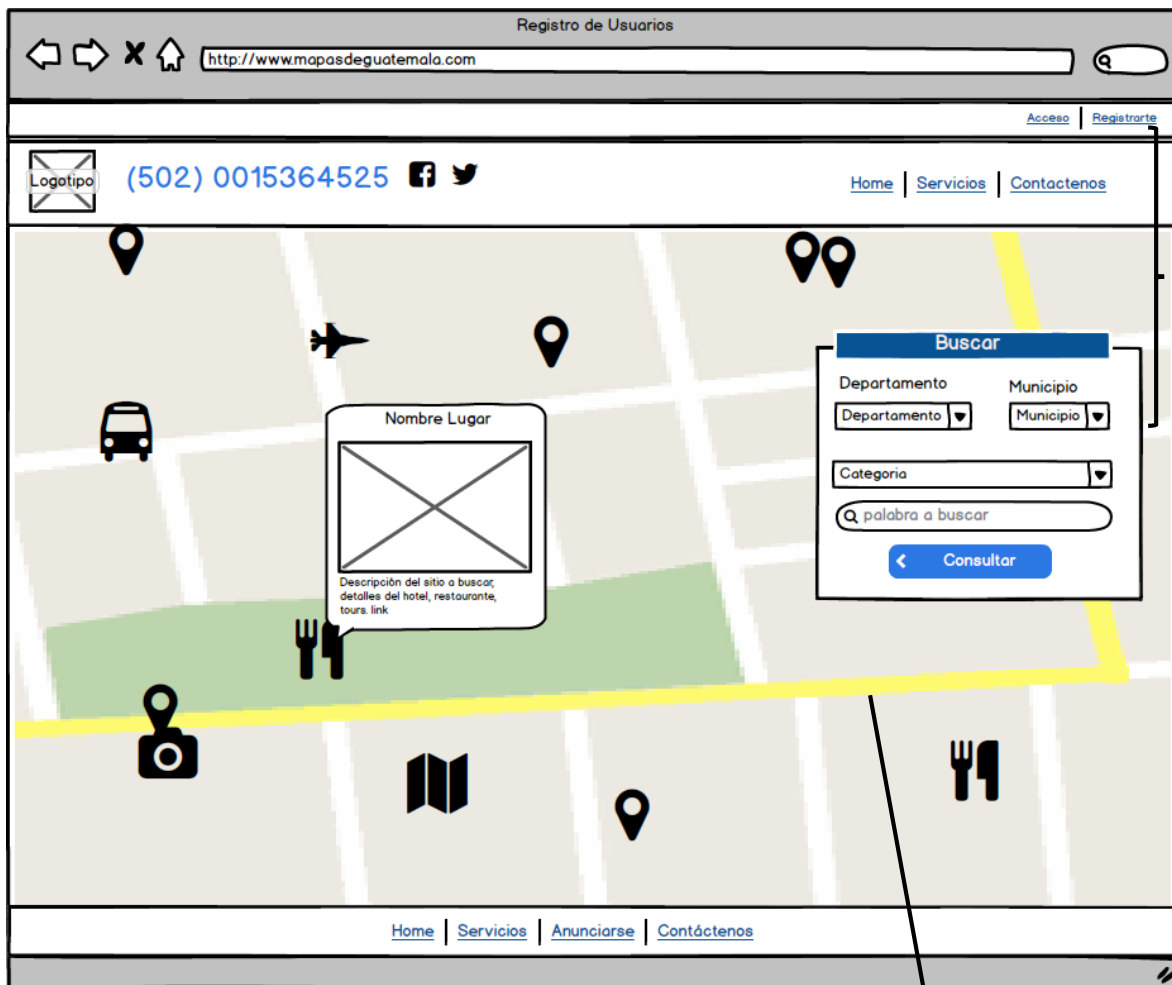 Registro de Usuarios
http://www.mapasdeguatemala.com
Acceso Registrarte
Logotipo
(502) 0015364525
Home Servicios Contactenos
Buscar
Departamento Municipio
Departamento Municipio
Categoria
palabra a buscar
Consultar
Nombre Lugar
Descripción del sitio a buscar,
detalles del hotel, restaurante,
tours. link
Home Servicios Anunciarse Contáctenos